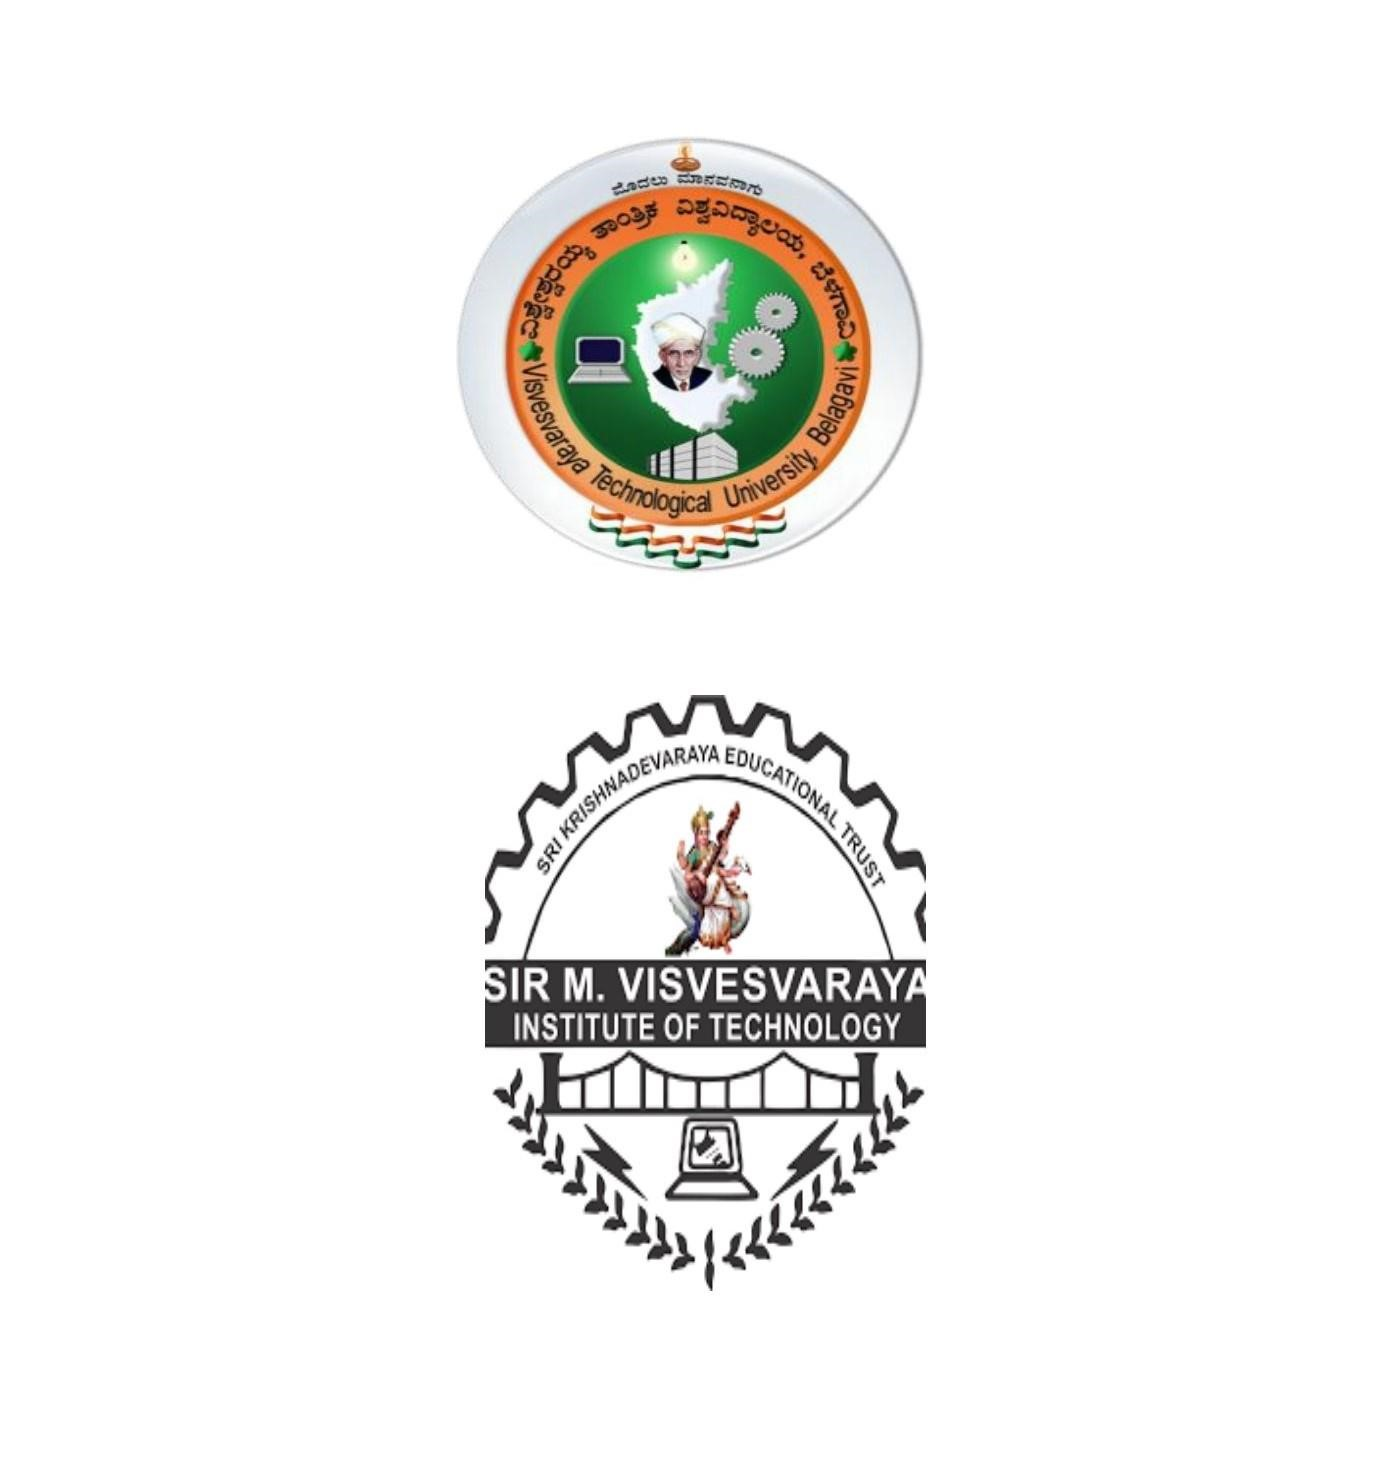 ಮೊದಲು ಮಾನವನಾಗು
ವಿಶ್ವೇಶ್ವರಯ್ಯ ತಾಂತ್ರಿಕ ವಿಶ್ವವಿದ್ಯಾಲಯ, ಬೆಳಗಾವಿ
Visvesvaraya Technological University, Belagavi
SRI KRISHNADEVARAYA EDUCATIONAL TRUST
SIR M. VISVESVARAYA
INSTITUTE OF TECHNOLOGY